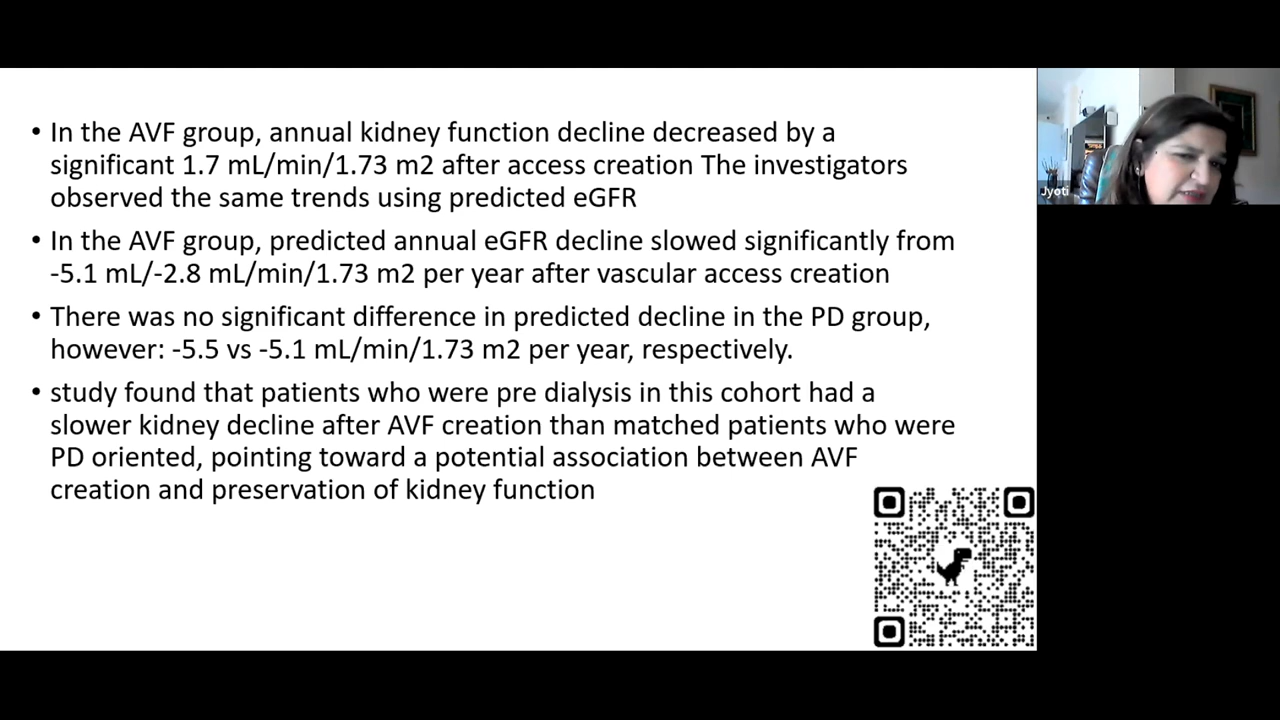 • In the AVF group, annual kidney function decline decreased by a
significant 1.7 mL/min/1.73 m2 after access creation The investigators
observed the same trends using predicted eGFR
• In the AVF group, predicted annual eGFR decline slowed significantly from
-5.1 mL/-2.8 mL/min/1.73 m2 per year after vascular access creation
• There was no significant difference in predicted decline in the PD group,
however: -5.5 vs -5.1 mL/min/1.73 m2 per year, respectively.
• study found that patients who were pre dialysis in this cohort had a
slower kidney decline after AVF creation than matched patients who were
PD oriented, pointing toward a potential association between AVF
creation and preservation of kidney function
Jyoti